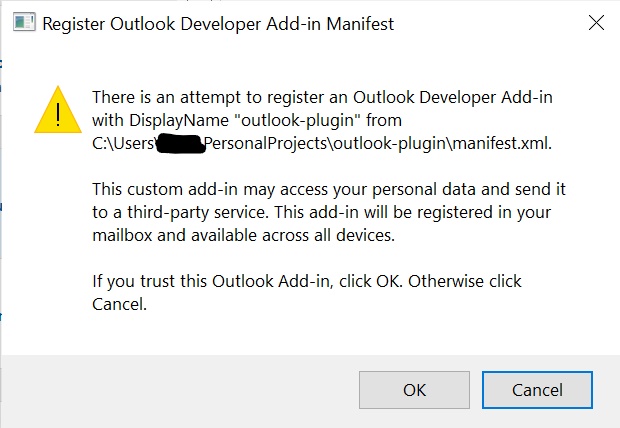 Register Outlook Developer Add-in Manifest
There is an attempt to register an Outlook Developer Add-in
with DisplayName "outlook-plugin" from
C:\Users\ PersonalProjects\outlook-plugin\manifest.xml.
This custom add-in may access your personal data and send it
to a third-party service. This add-in will be registered in your
mailbox and available across all devices.
If you trust this Outlook Add-in, click OK. Otherwise click
Cancel.
OK
Cancel